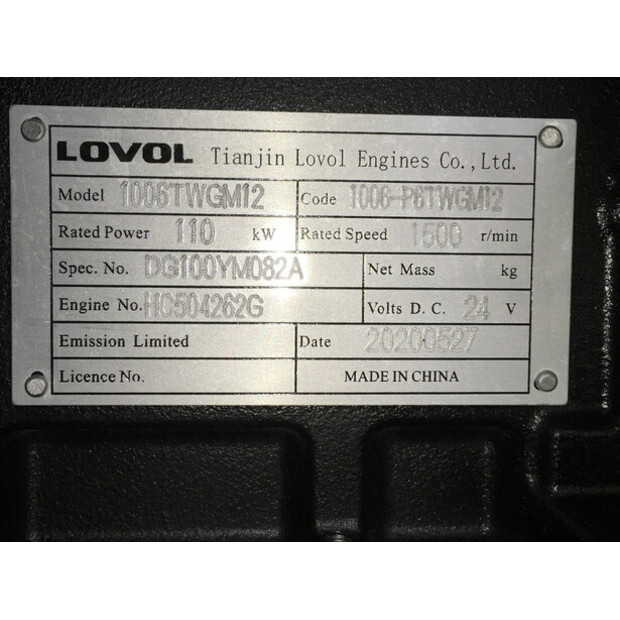 LOVOL Tianjin Lovol Engines Co., Ltd.
Model 1006TWGM12 Code 1006-P6TWGM12
Rated Power 110 kW Rated Speed 1500 r/min
Spec. No. DG100YM082A Net Mass kg
Engine No. HC504262G Volts D. C. 24 V
Emission Limited Date 20200527
Licence No. MADE IN CHINA